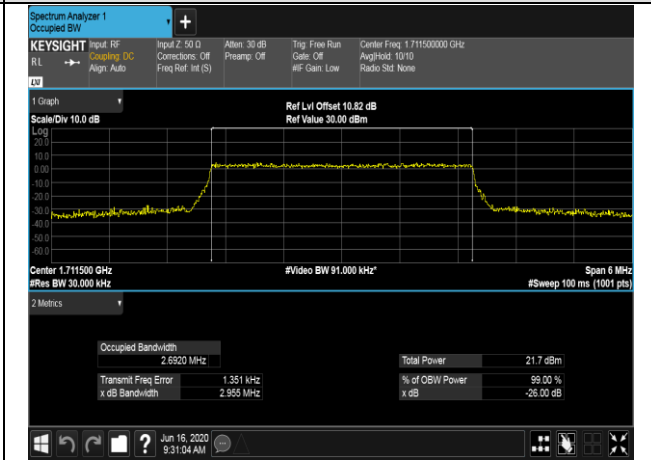 Spectrum Analyzer 1
Occupied BW
+
KEYSIGHT Input: RF Input Z: 50 Ω Atten: 30 dB Trig: Free Run Center Freq: 1.711500000 GHz
RL Coupling: DC Corrections: Off Preamp: Off Gate: Off Avg|Hold: 10/10
Align: Auto Freq Ref: Int (S) #IF Gain: Low Radio Std: None
LXI
1 Graph Ref Lvl Offset 10.82 dB
Scale/Div 10.0 dB Ref Value 30.00 dBm
Log
20.0
10.0
0.00
-10.0
-20.0
-30.0
-40.0
-50.0
-60.0
Center 1.711500 GHz #Video BW 91.000 kHz* Span 6 MHz
#Res BW 30.000 kHz #Sweep 100 ms (1001 pts)
2 Metrics
Occupied Bandwidth
2.6920 MHz Total Power 21.7 dBm
Transmit Freq Error 1.351 kHz % of OBW Power 99.00 %
x dB Bandwidth 2.955 MHz x dB -26.00 dB
? Jun 16, 2020
9:31:04 AM